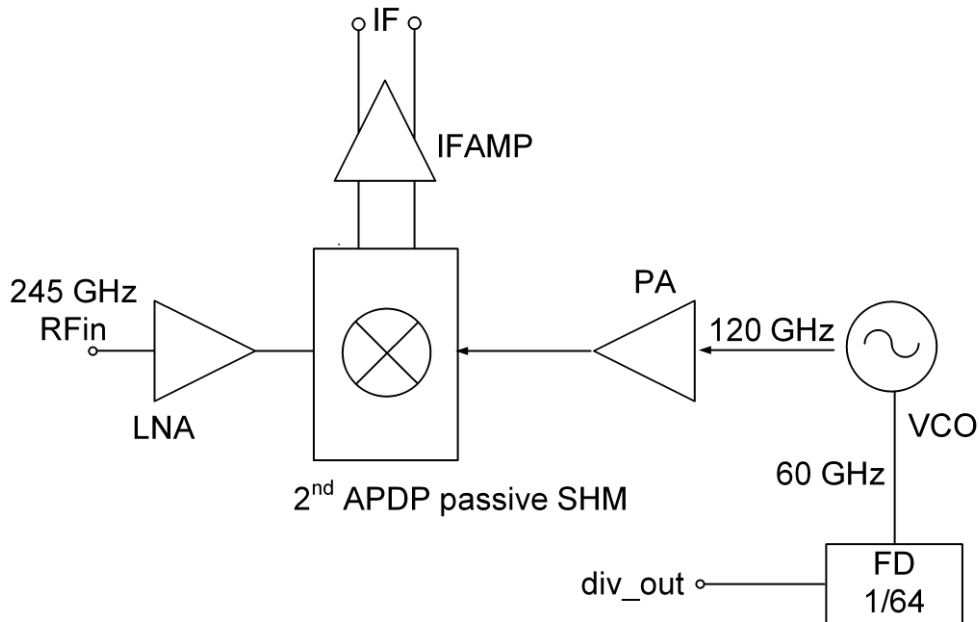 IF
IFAMP
245 GHz
RFin
LNA
PA
120 GHz
VCO
2nd APDP passive SHM
60 GHz
div_out
FD
1/64